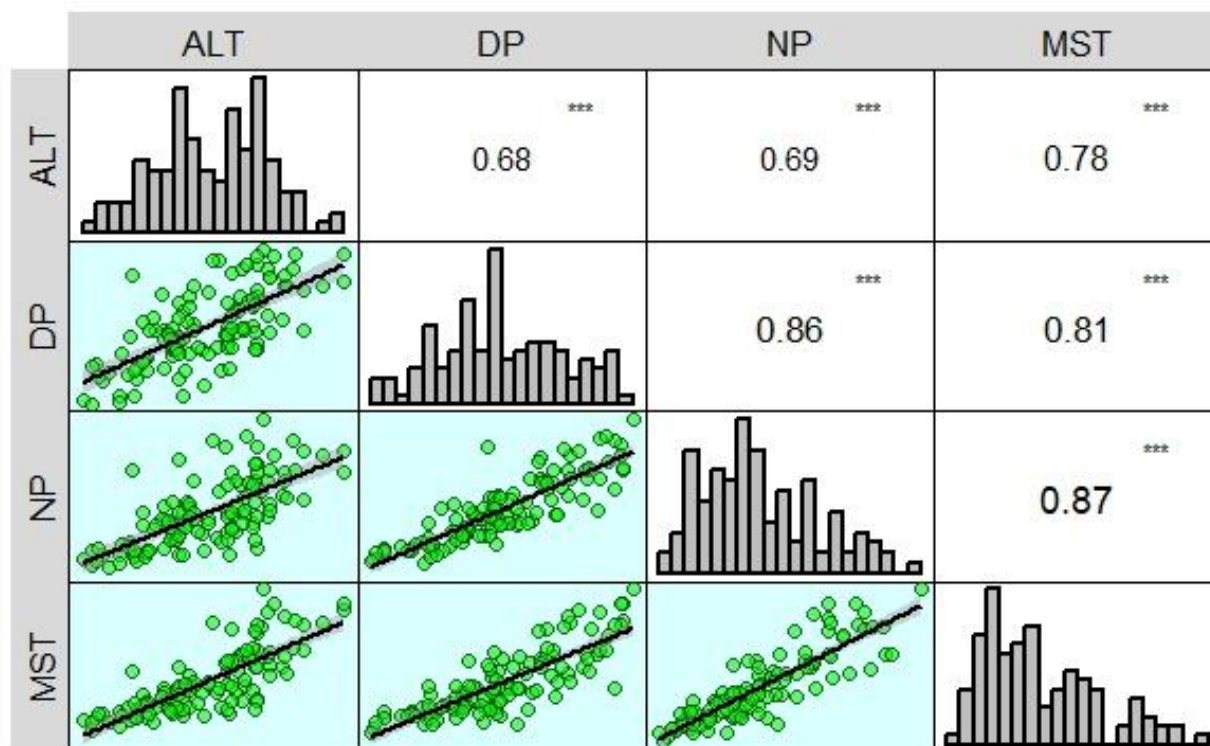 ALT DP NP MST
ALT *** *** ***
0.68 0.69 0.78
DP *** ***
0.86 0.81
NP ***
0.87
MST